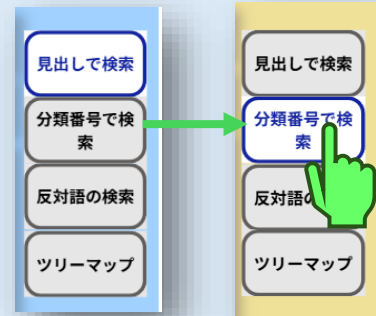 見出しで検索
分類番号で検
索
反対語の検索
ツリーマップ
見出しで検索
分類番号で検
索
反対語
ツリーマップ